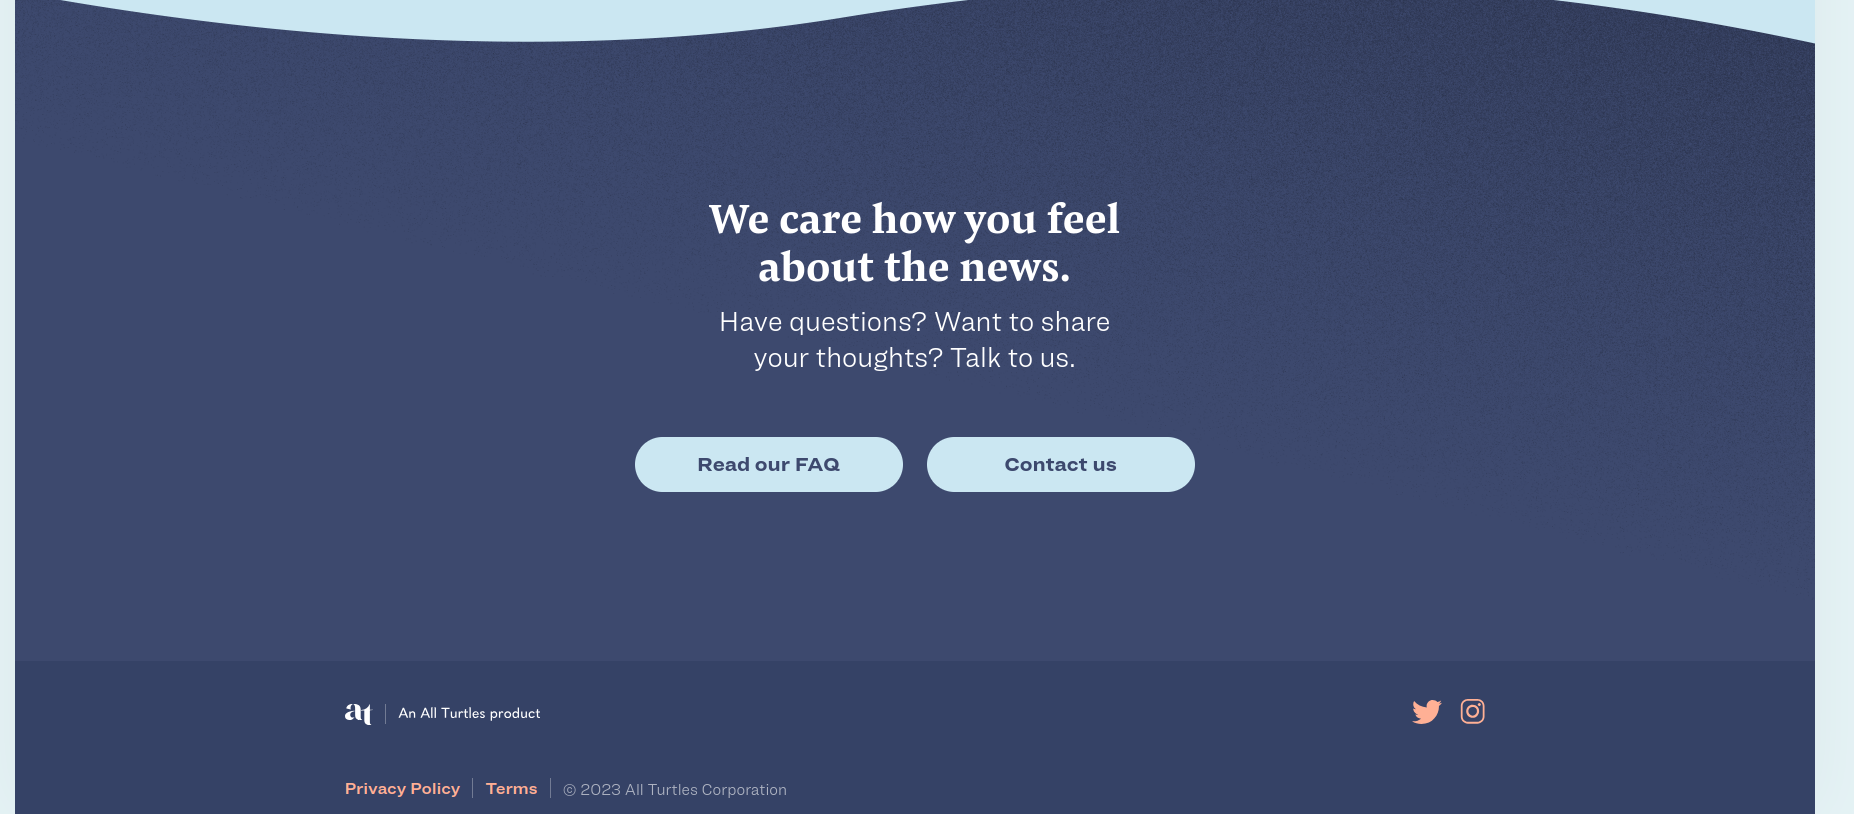 We care how you feel
about the news.
Have questions? Want to share
your thoughts? Talk to us.
Read our FAQ
Contact us
at
An All Turtles product
Privacy Policy
Terms
© 2023 All Turtles Corporation